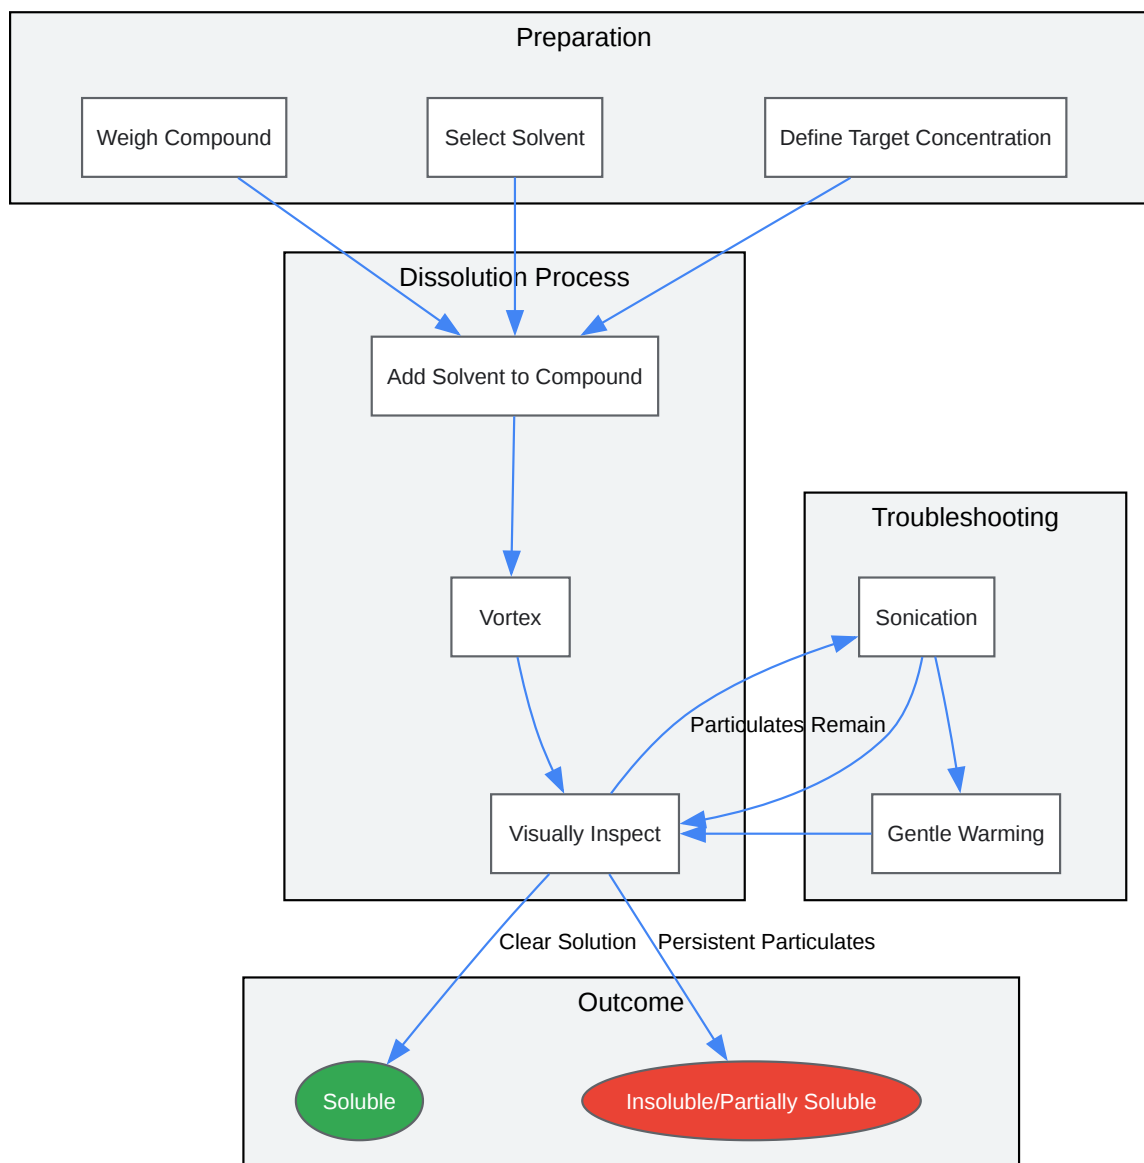 Preparation
Weigh Compound
Select Solvent
Define Target Concentration
Dissolution Process
Add Solvent to Compound
Troubleshooting
Vortex
Sonication
Particulates Remain
Visually Inspect
Gentle Warming
Clear Solution
Persistent Particulates
Outcome
Soluble
Insoluble/Partially Soluble